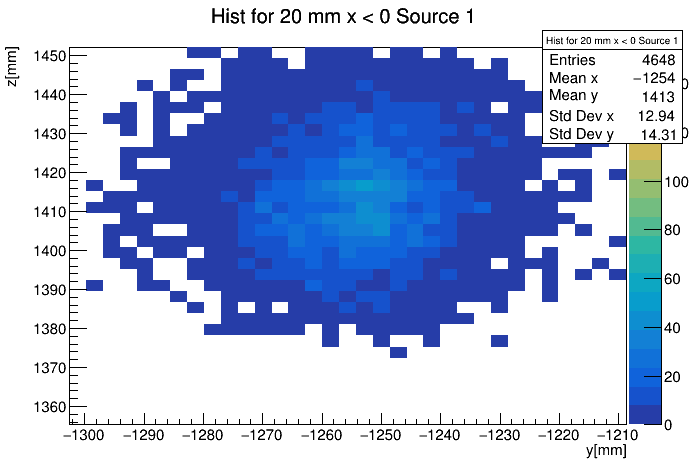 Hist for 20 mm x < 0 Source 1
Hist for 20 mm x < 0 Source 1
Entries 4648
Mean x −1254
Mean y 1413
Std Dev x 12.94
Std Dev y 14.31
z[mm]
1450
1440
1430
1420
1410
1400
1390
1380
1370
1360
−1300 −1290 −1280 −1270 −1260 −1250 −1240 −1230 −1220 −1210
y[mm]
100
80
60
40
20
0